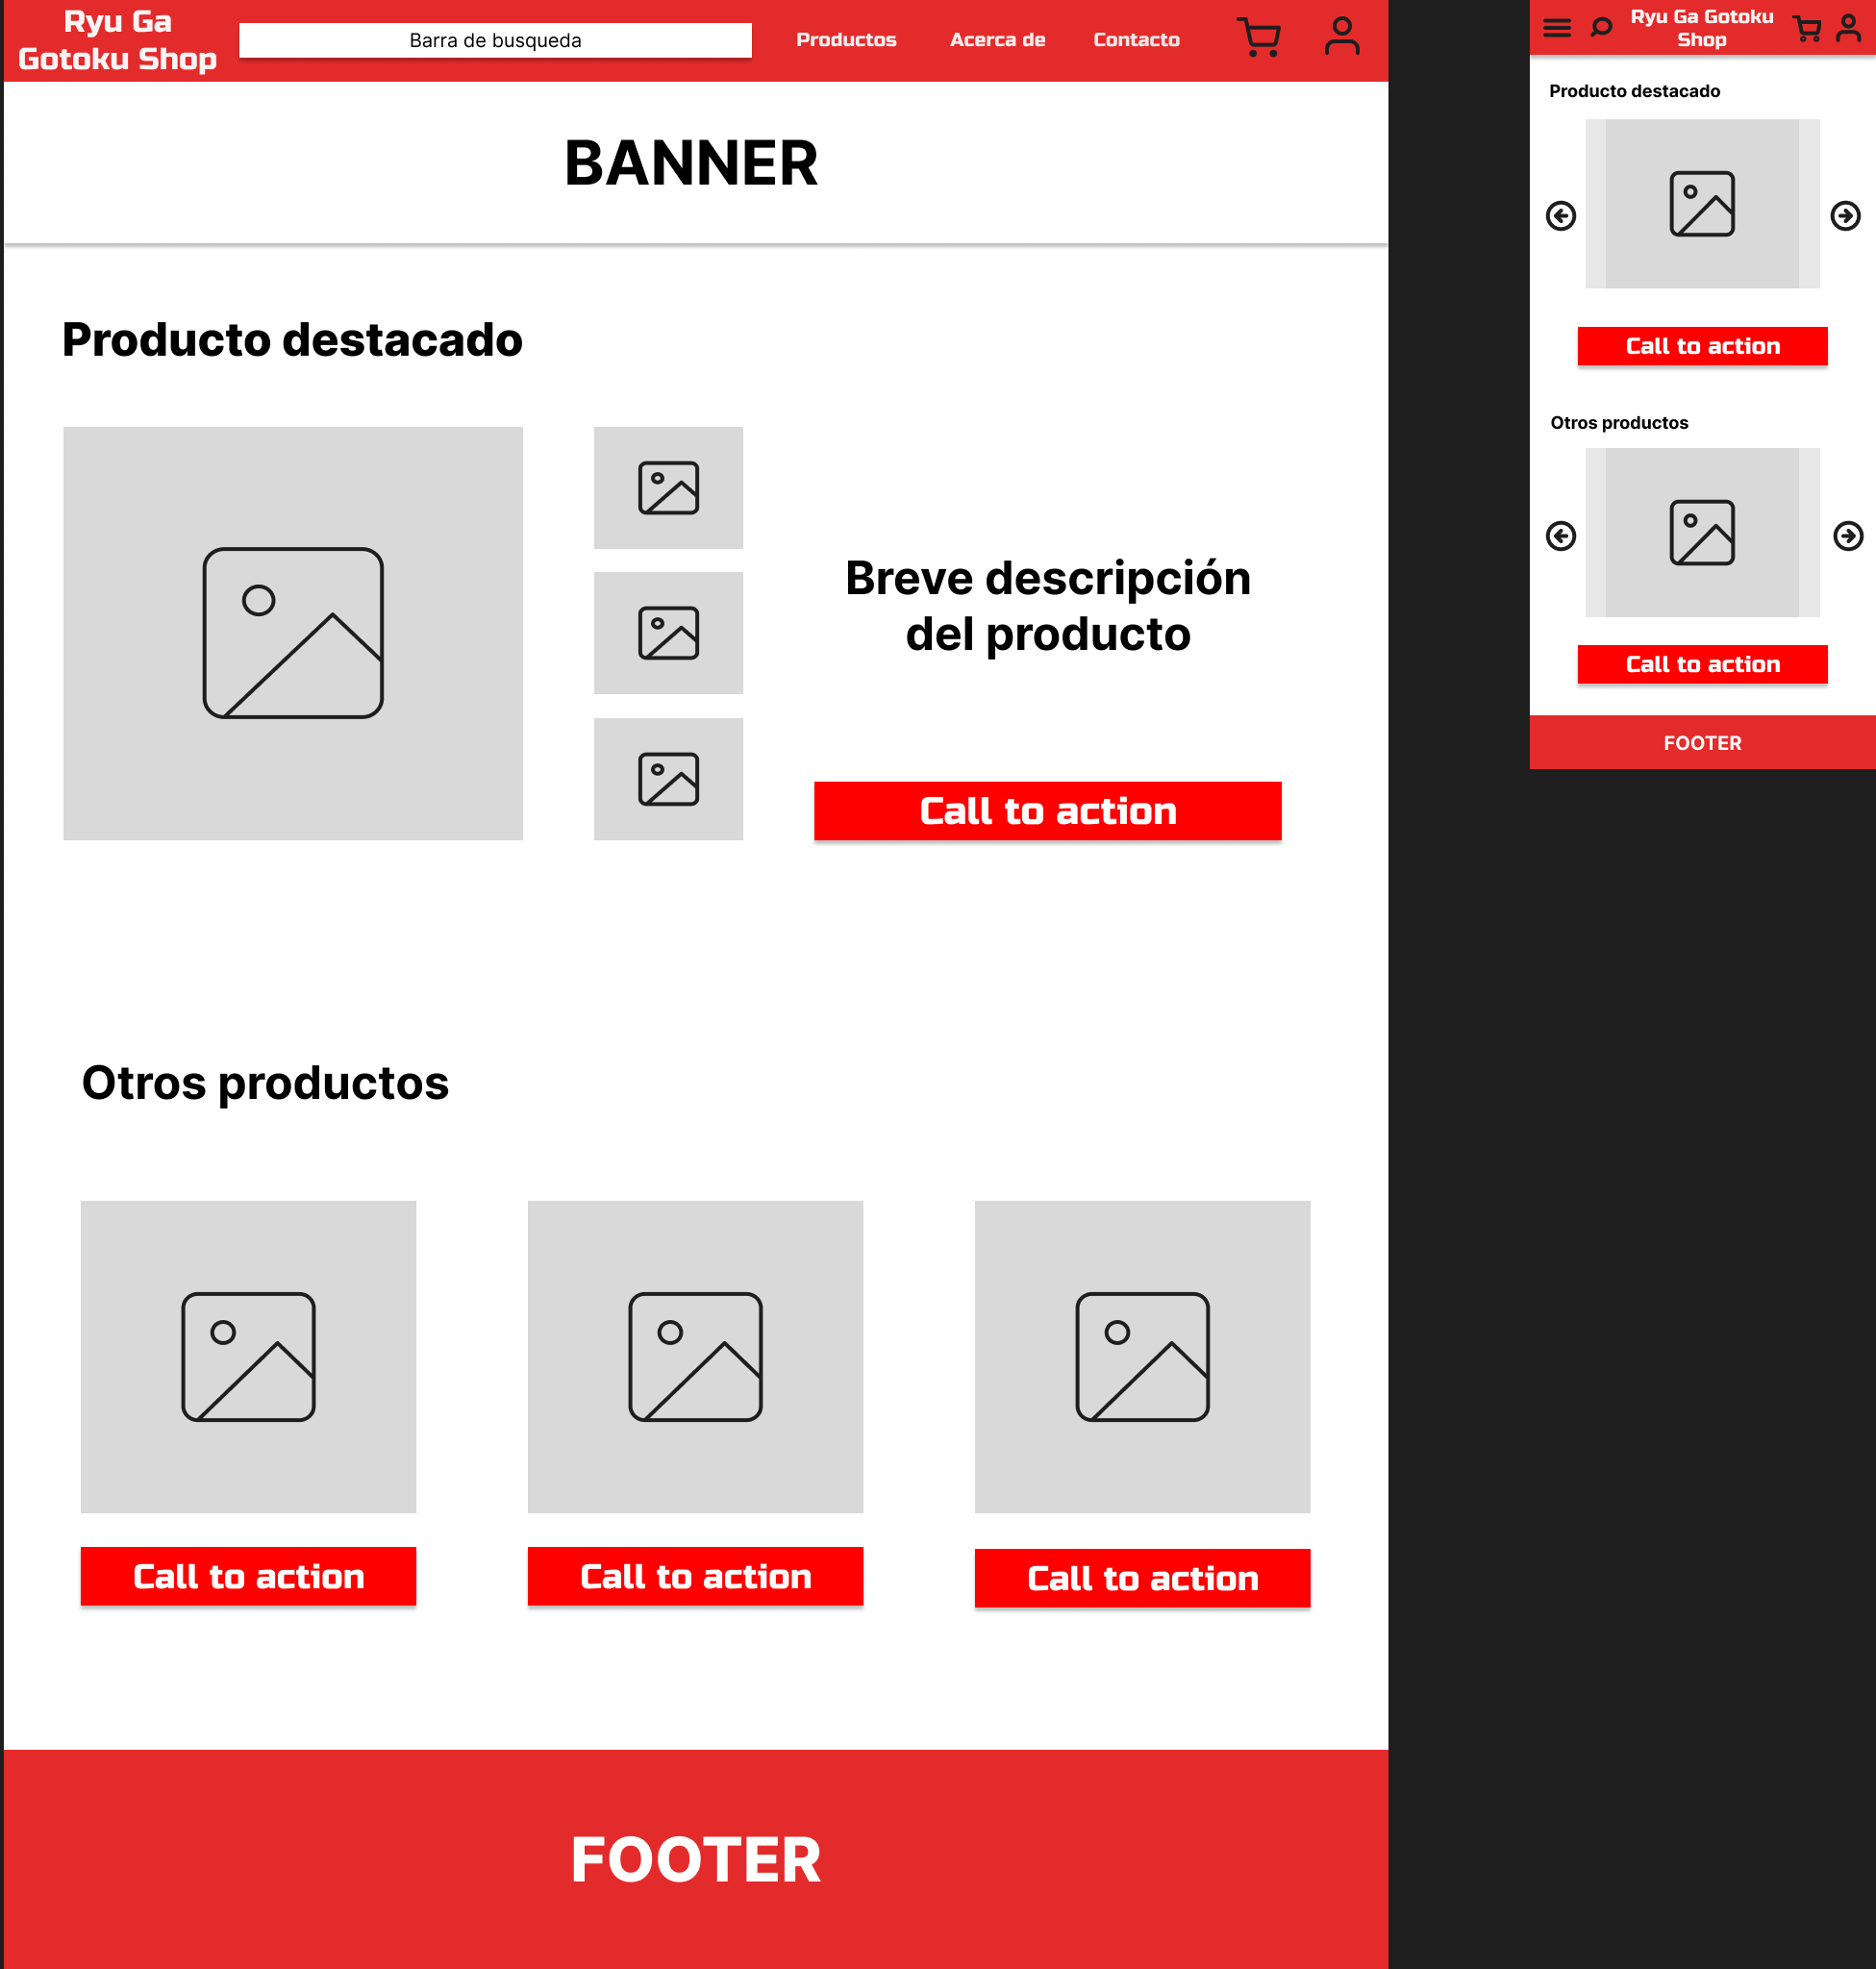 Ryu Ga
Gotoku Shop
Barra de busqueda
Productos
Acerca de
Contacto
BANNER
Producto destacado
Breve descripción
del producto
Call to action
Otros productos
Call to action
Call to action
Call to action
FOOTER
Ryu Ga Gotoku
Shop
Producto destacado
Call to action
Otros productos
Call to action
FOOTER